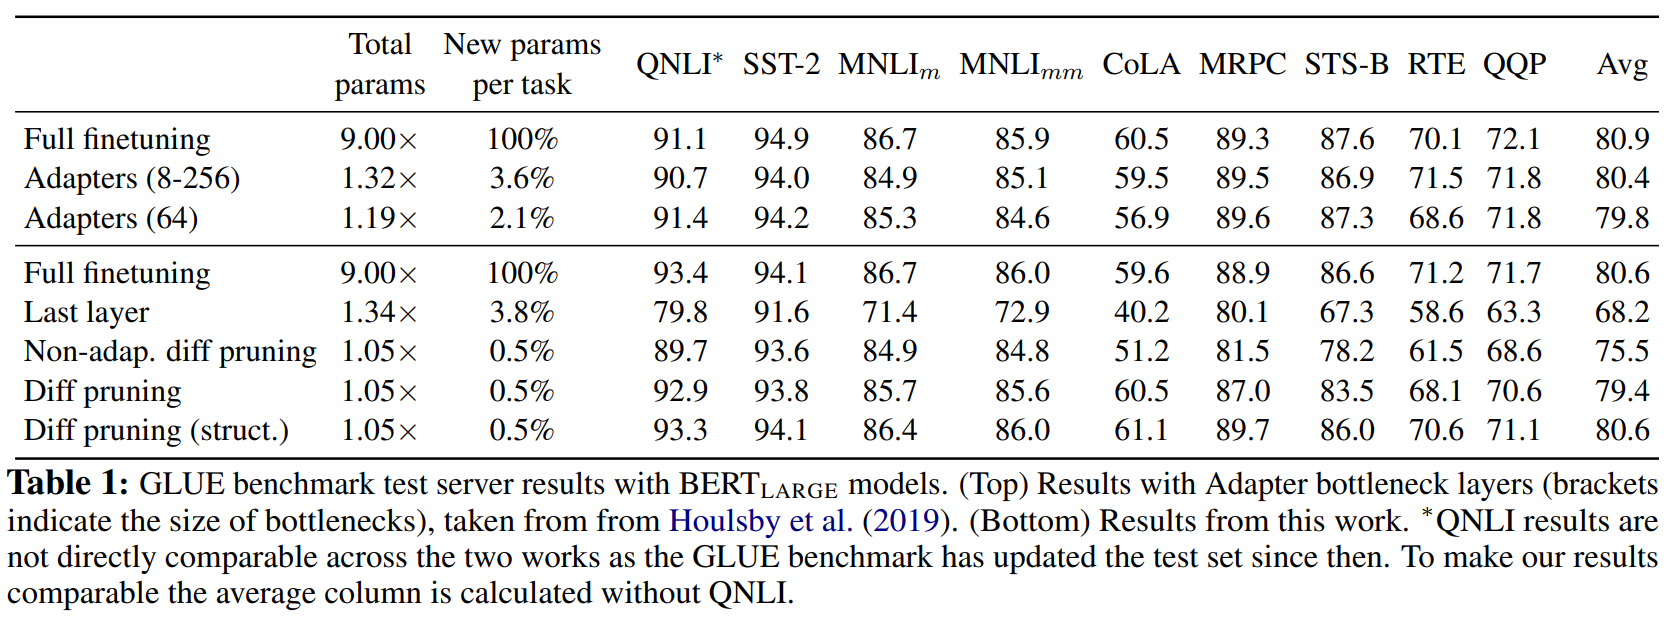 Total params New params per task QNLI* SST-2 MNLIm MNLImm CoLA MRPC STS-B RTE QQP Avg
Full finetuning 9.00× 100% 91.1 94.9 86.7 85.9 60.5 89.3 87.6 70.1 72.1 80.9
Adapters (8-256) 1.32× 3.6% 90.7 94.0 84.9 85.1 59.5 89.5 86.9 71.5 71.8 80.4
Adapters (64) 1.19× 2.1% 91.4 94.2 85.3 84.6 56.9 89.6 87.3 68.6 71.8 79.8
Full finetuning 9.00× 100% 93.4 94.1 86.7 86.0 59.6 88.9 86.6 71.2 71.7 80.6
Last layer 1.34× 3.8% 79.8 91.6 71.4 72.9 40.2 80.1 67.3 58.6 63.3 68.2
Non-adap. diff pruning 1.05× 0.5% 89.7 93.6 84.9 84.8 51.2 81.5 78.2 61.5 68.6 75.5
Diff pruning 1.05× 0.5% 92.9 93.8 85.7 85.6 60.5 87.0 83.5 68.1 70.6 79.4
Diff pruning (struct.) 1.05× 0.5% 93.3 94.1 86.4 86.0 61.1 89.7 86.0 70.6 71.1 80.6
Table 1: GLUE benchmark test server results with BERTLARGE models. (Top) Results with Adapter bottleneck layers (brackets
indicate the size of bottlenecks), taken from from Houlsby et al. (2019). (Bottom) Results from this work. *QNLI results are
not directly comparable across the two works as the GLUE benchmark has updated the test set since then. To make our results
comparable the average column is calculated without QNLI.